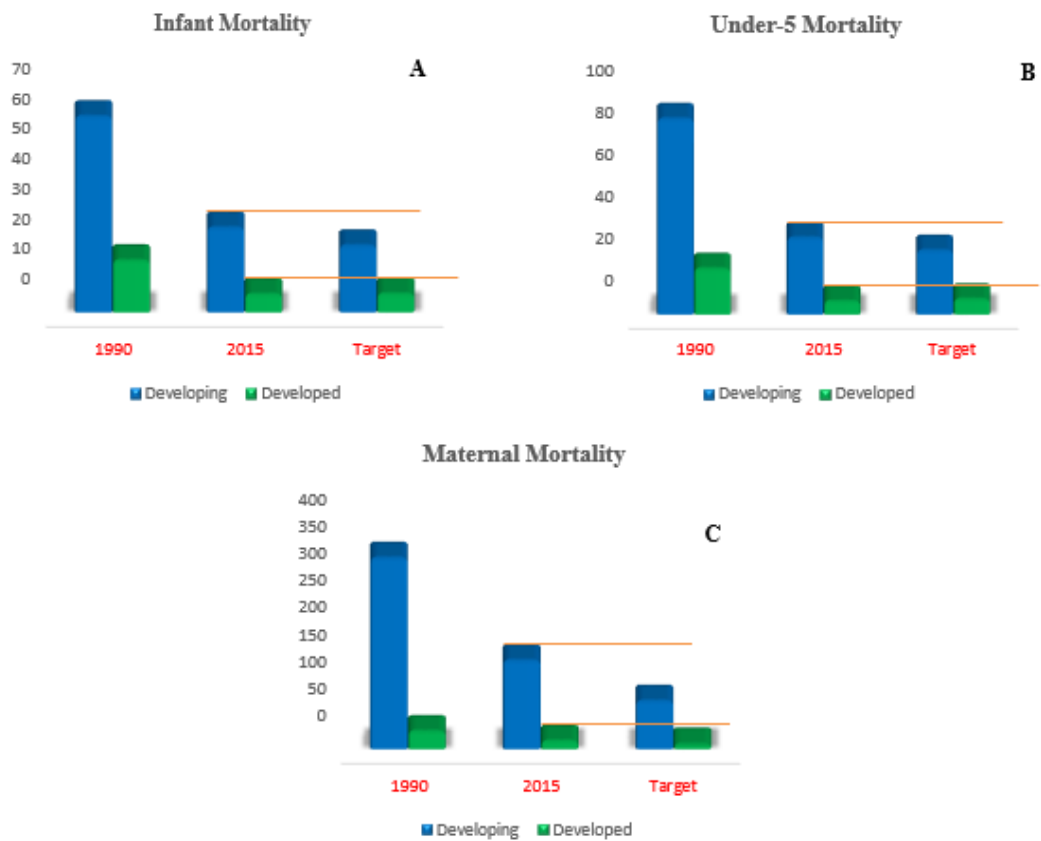 Infant Mortality
A
70
60
50
40
30
20
10
0
1990 2015 Target
Developing Developed
Under-5 Mortality
B
100
80
60
40
20
0
1990 2015 Target
Developing Developed
Maternal Mortality
C
400
350
300
250
200
150
100
50
0
1990 2015 Target
Developing Developed